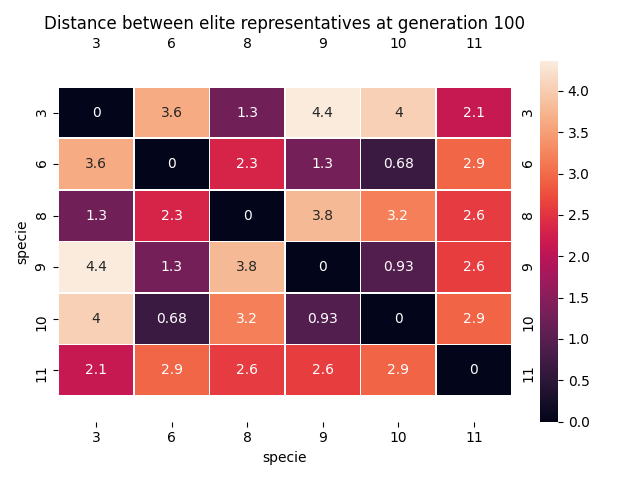 Distance between elite representatives at generation 100
3 6 8 9 10 11
3 0 3.6 1.3 4.4 4 2.1 3
6 3.6 0 2.3 1.3 0.68 2.9 6
8 1.3 2.3 0 3.8 3.2 2.6 8
9 4.4 1.3 3.8 0 0.93 2.6 9
10 4 0.68 3.2 0.93 0 2.9 10
11 2.1 2.9 2.6 2.6 2.9 0 11
3 6 8 9 10 11
specie
specie
4.0
3.5
3.0
2.5
2.0
1.5
1.0
0.5
0.0